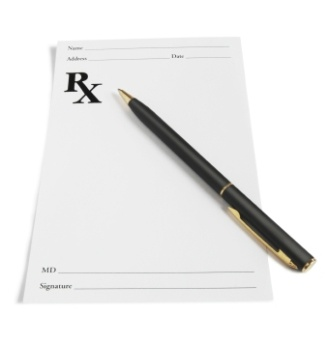 Name
Address Date
Rx
MD
Signature